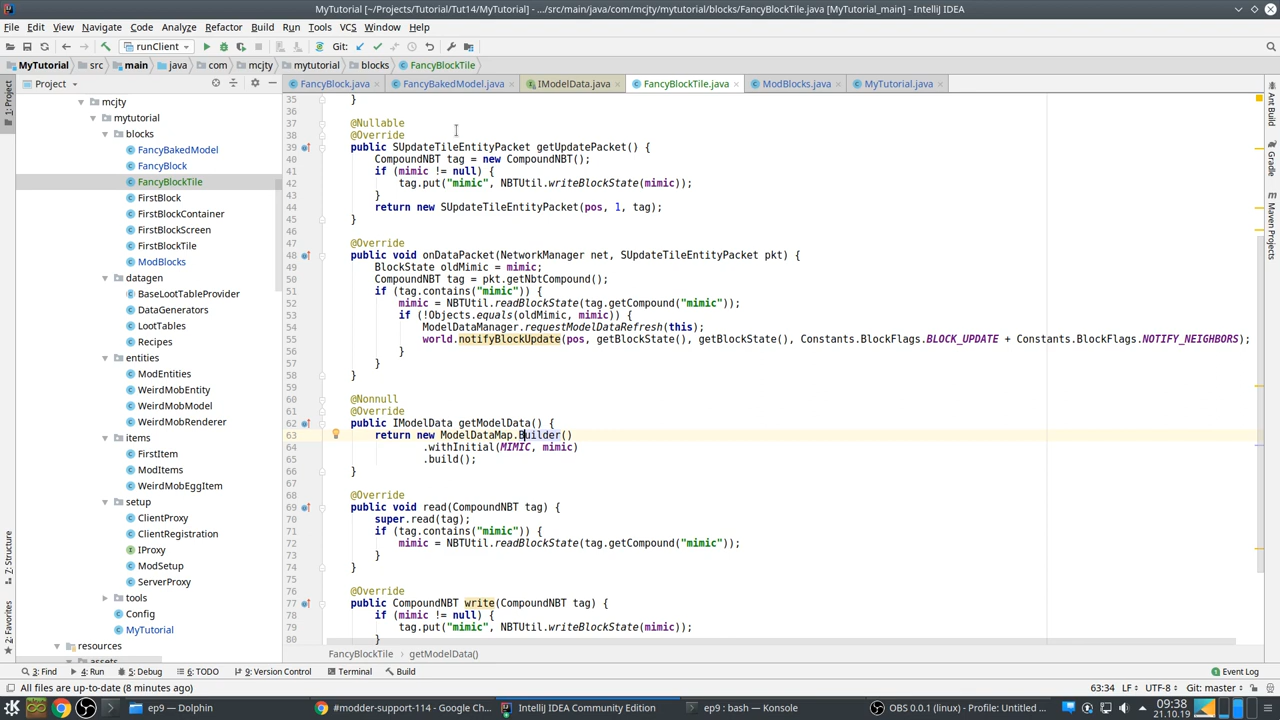 MyTutorial [~/Projects/Tutorial/Tut14/MyTutorial] - .../src/main/java/com/mcjty/mytutorial/blocks/FancyBlockTile.java [MyTutorial_main] - IntelliJ IDEA
File Edit View Navigate Code Analyze Refactor Build Run Tools VCS Window Help
runClient Git:
MyTutorial src main java com mcjty mytutorial blocks FancyBlockTile
Project
FancyBlock.java FancyBakedModel.java IModelData.java FancyBlockTile.java ModBlocks.java MyTutorial.java
1: Project
7: Structure
2: Favorites
Ant Build
Gradle
Maven Projects
mcjty
mytutorial
blocks
FancyBakedModel
FancyBlock
FancyBlockTile
FirstBlock
FirstBlockContainer
FirstBlockScreen
FirstBlockTile
ModBlocks
datagen
BaseLootTableProvider
DataGenerators
LootTables
Recipes
entities
ModEntities
WeirdMobEntity
WeirdMobModel
WeirdMobRenderer
items
FirstItem
ModItems
WeirdMobEggItem
setup
ClientProxy
ClientRegistration
IProxy
ModSetup
ServerProxy
tools
Config
MyTutorial
resources
assets
35 }
36
37 @Nullable
38 @Override
39 public SUpdateTileEntityPacket getUpdatePacket() {
40 CompoundNBT tag = new CompoundNBT();
41 if (mimic != null) {
42 tag.put("mimic", NBTUtil.writeBlockState(mimic));
43 }
44 return new SUpdateTileEntityPacket(pos, 1, tag);
45 }
46
47 @Override
48 public void onDataPacket(NetworkManager net, SUpdateTileEntityPacket pkt) {
49 BlockState oldMimic = mimic;
50 CompoundNBT tag = pkt.getNbtCompound();
51 if (tag.contains("mimic")) {
52 mimic = NBTUtil.readBlockState(tag.getCompound("mimic"));
53 if (!Objects.equals(oldMimic, mimic)) {
54 ModelDataManager.requestModelDataRefresh(this);
55 world.notifyBlockUpdate(pos, getBlockState(), getBlockState(), Constants.BlockFlags.BLOCK_UPDATE + Constants.BlockFlags.NOTIFY_NEIGHBORS);
56 }
57 }
58 }
59
60 @Nonnull
61 @Override
62 public IModelData getModelData() {
63 return new ModelDataMap.Builder()
64 .withInitial(MIMIC, mimic)
65 .build();
66 }
67
68 @Override
69 public void read(CompoundNBT tag) {
70 super.read(tag);
71 if (tag.contains("mimic")) {
72 mimic = NBTUtil.readBlockState(tag.getCompound("mimic"));
73 }
74 }
75
76 @Override
77 public CompoundNBT write(CompoundNBT tag) {
78 if (mimic != null) {
79 tag.put("mimic", NBTUtil.writeBlockState(mimic));
80 }
FancyBlockTile › getModelData()
3: Find 4: Run 5: Debug 6: TODO 9: Version Control Terminal Build 1 Event Log
All files are up-to-date (8 minutes ago) 63:34 LF UTF-8 Git: master
ep9 : Dolphin #modder-support-114 - Google Ch... IntelliJ IDEA Community Edition ep9 : bash — Konsole OBS 0.0.1 (linux) - Profile: Untitled ... 09:38
21.10.19